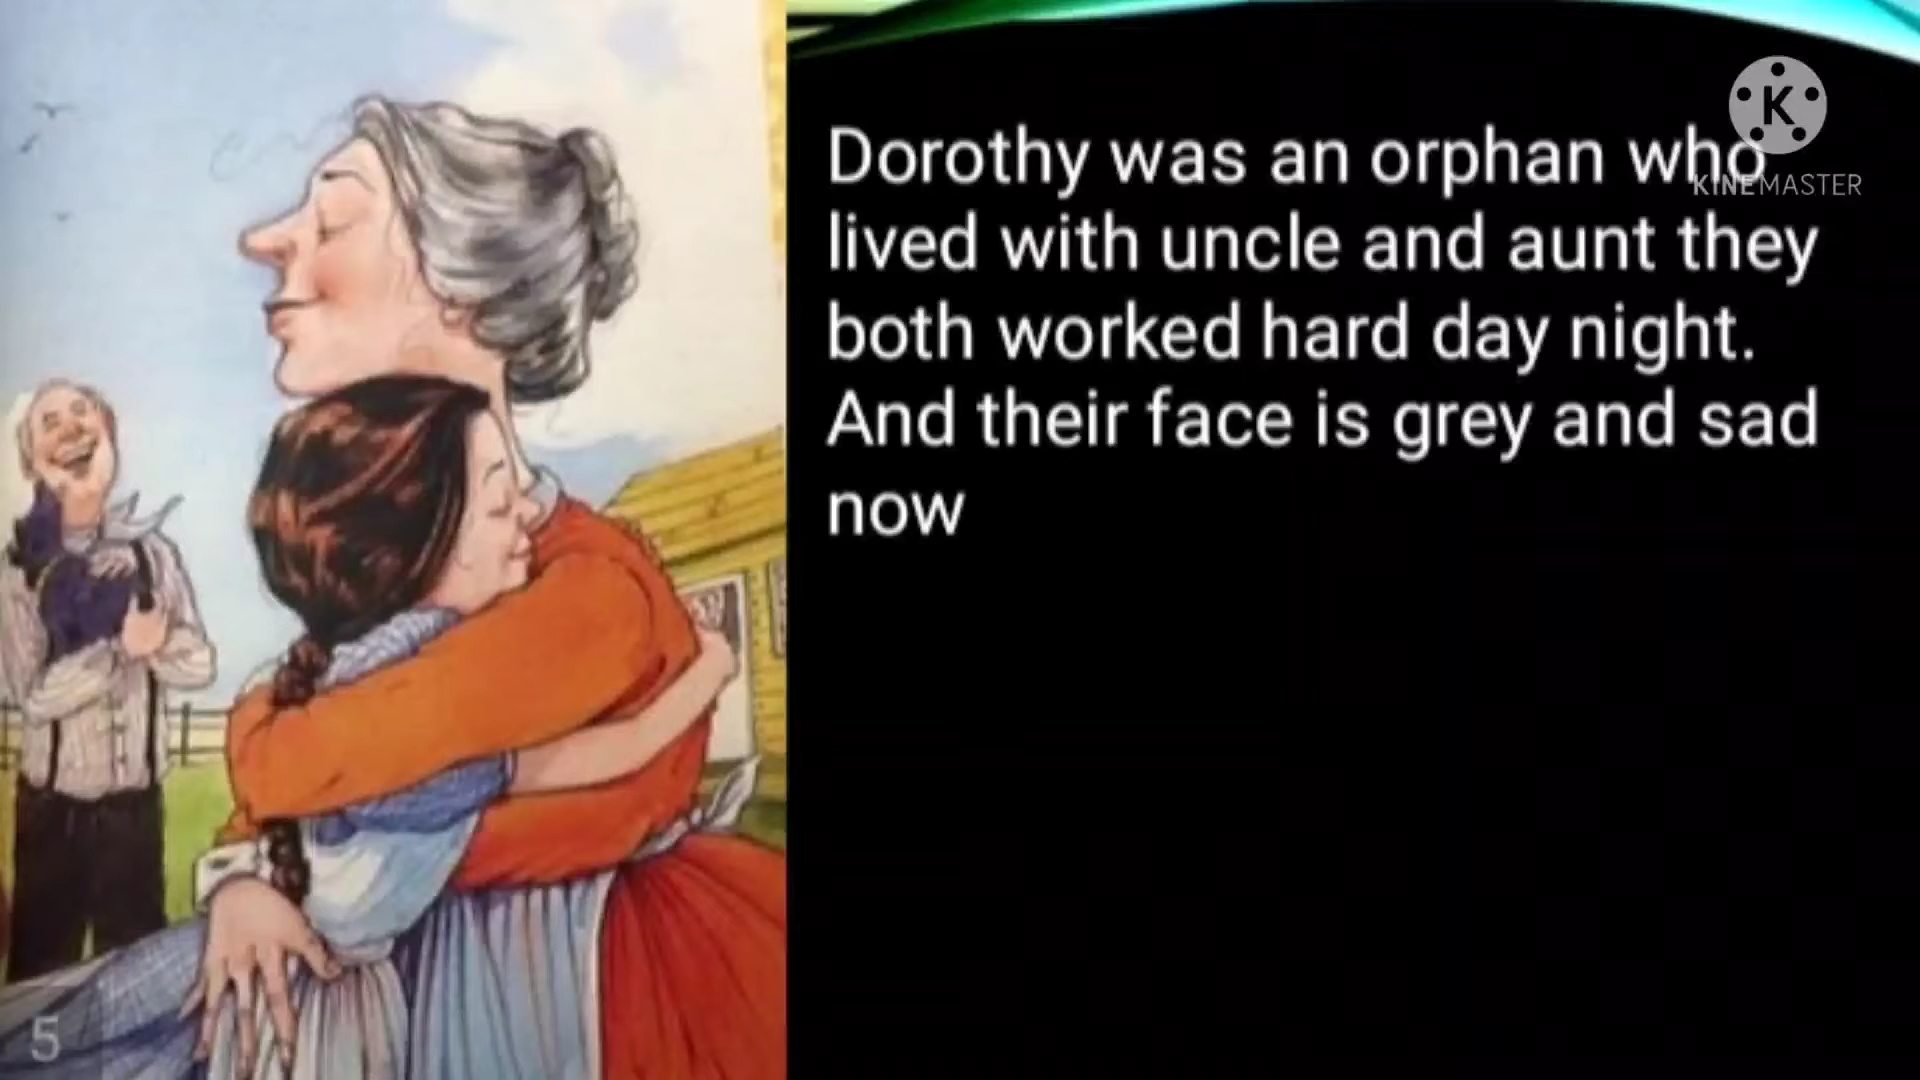 Dorothy was an orphan who
lived with uncle and aunt they
both worked hard day night.
And their face is grey and sad
now
K
KINEMASTER
5